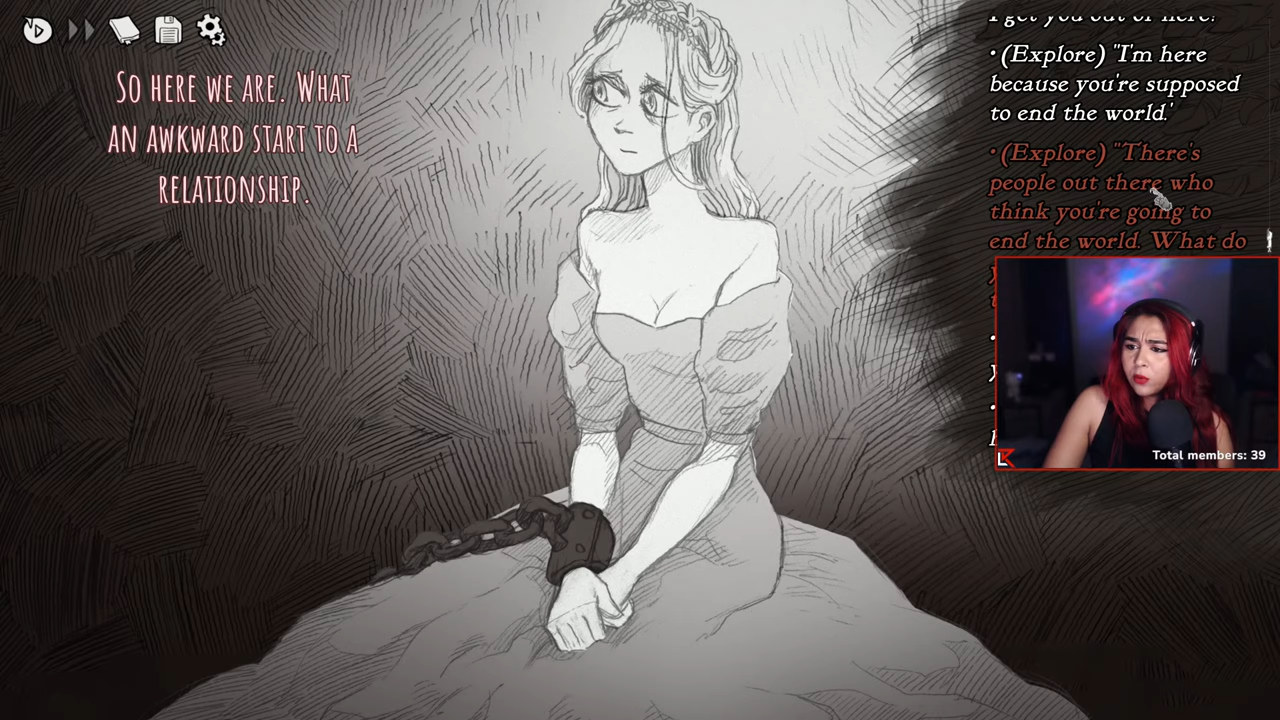 So here we are. What
an awkward start to a
relationship.
I get you out of here?
• (Explore) "I'm here
because you're supposed
to end the world.'
• (Explore) "There's
people out there who
think you're going to
end the world. What do
Total members: 39